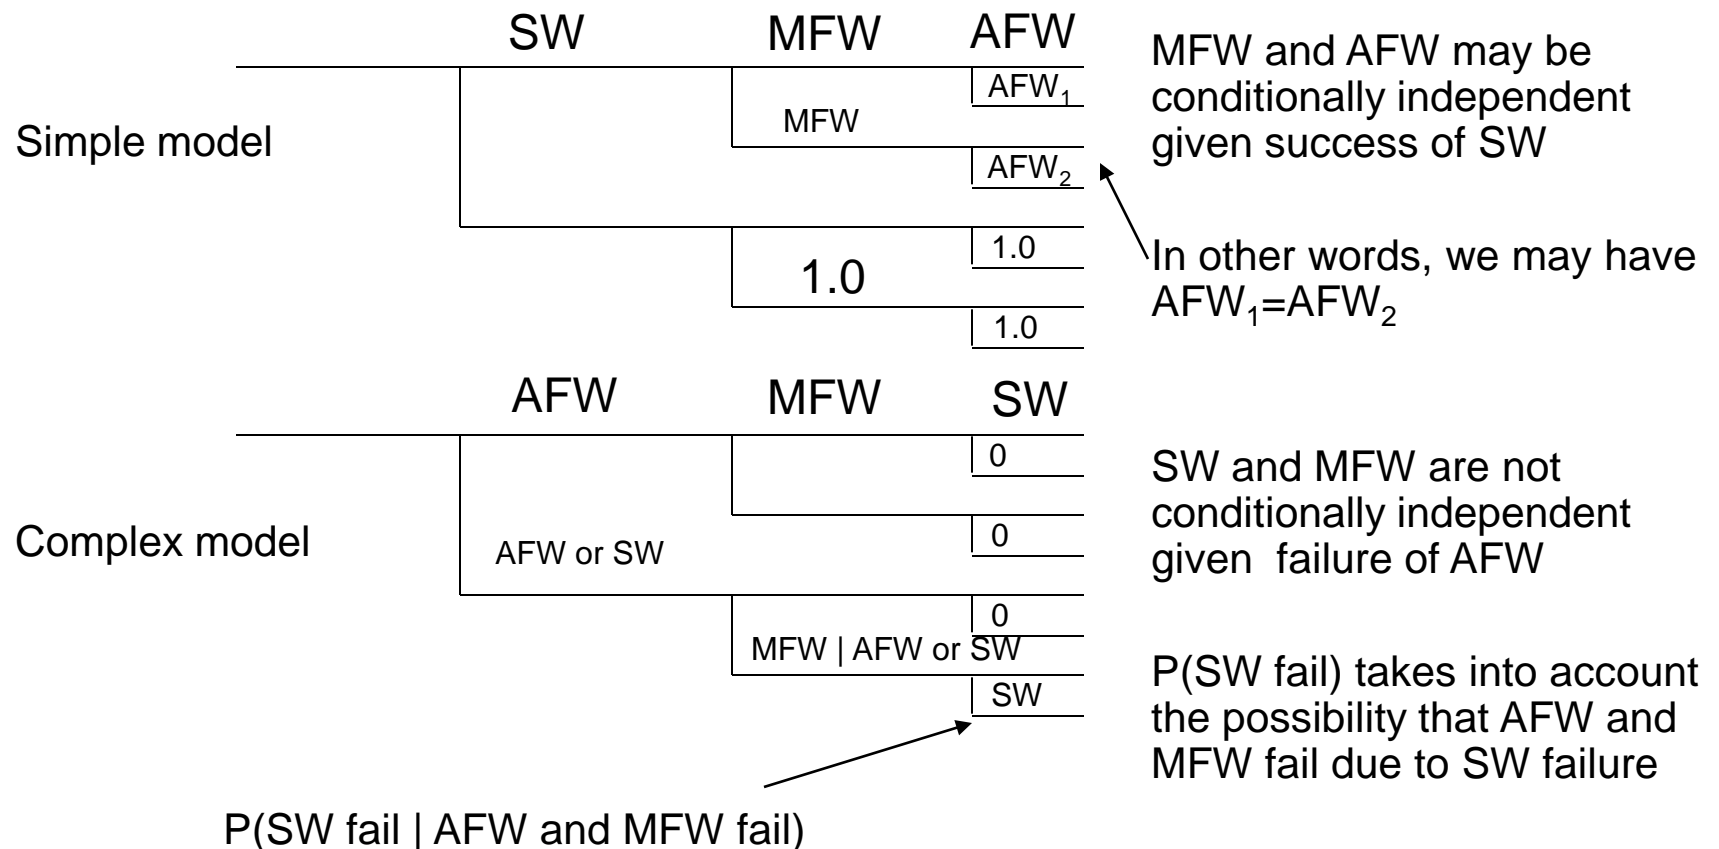 SW MFW AFW
AFW₁
MFW
AFW₂
1.0
1.0
1.0
Simple model
MFW and AFW may be
conditionally independent
given success of SW
In other words, we may have
AFW₁=AFW₂
AFW MFW SW
0
0
AFW or SW
0
MFW | AFW or SW
SW
Complex model
SW and MFW are not
conditionally independent
given failure of AFW
P(SW fail) takes into account
the possibility that AFW and
MFW fail due to SW failure
P(SW fail | AFW and MFW fail)